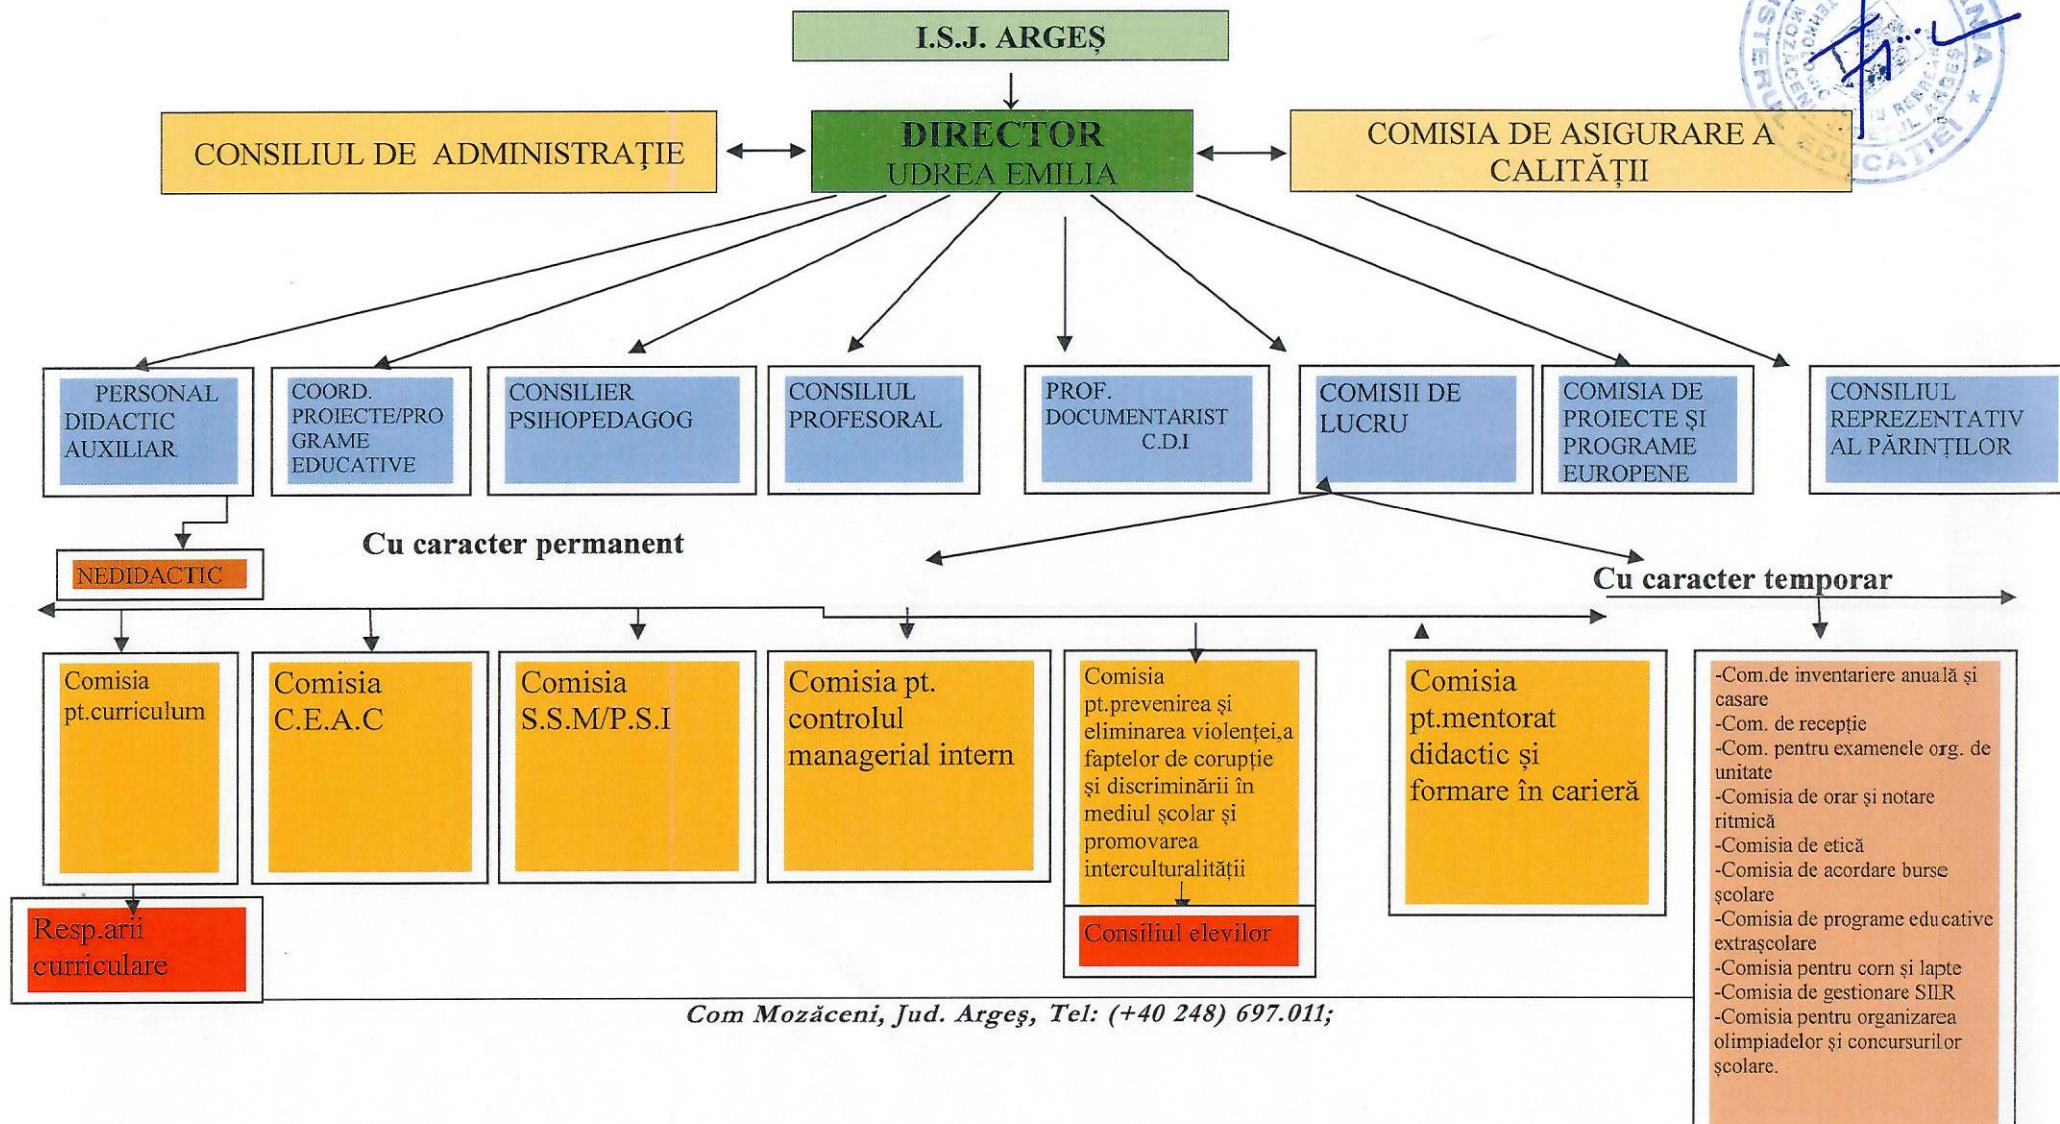 I.S.J. ARGEȘ
CONSILIUL DE ADMINISTRAȚIE
DIRECTOR
UDREA EMILIA
COMISIA DE ASIGURARE A
CALITĂȚII
MINISTERUL EDUCATIEI
PERSONAL
DIDACTIC
AUXILIAR
COORD.
PROIECTE/PRO
GRAME
EDUCATIVE
CONSILIER
PSIHOPEDAGOG
CONSILIUL
PROFESORAL
PROF.
DOCUMENTARIST
C.D.I
COMISII DE
LUCRU
COMISIA DE
PROIECTE ȘI
PROGRAME
EUROPENE
CONSILIUL
REPREZENTATIV
AL PĂRINȚILOR
Cu caracter permanent
NEDIDACTIC
Cu caracter temporar
Comisia
pt.curriculum
Comisia
C.E.A.C
Comisia
S.S.M/P.S.I
Comisia pt.
controlul
managerial intern
Comisia
pt.prevenirea și
eliminarea violenței,a
faptelor de corupție
și discriminării în
mediul școlar și
promovarea
interculturalității
Comisia
pt.mentorat
didactic și
formare în carieră
-Com.de inventariere anuală și
casare
-Com. de recepție
-Com. pentru examenele org. de
unitate
-Comisia de orar și notare
ritmică
-Comisia de etică
-Comisia de acordare burse
școlare
-Comisia de programe educative
extrașcolare
-Comisia pentru corn și lapte
-Comisia de gestionare SIIR
-Comisia pentru organizarea
olimpiadelor și concursurilor
școlare.
Resp.arii
curriculare
Consiliul elevilor
Com Mozăceni, Jud. Argeş, Tel: (+40 248) 697.011;